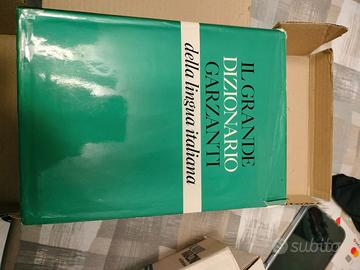 IL GRANDE
DIZIONARIO
GARZANTI
della lingua italiana
subito